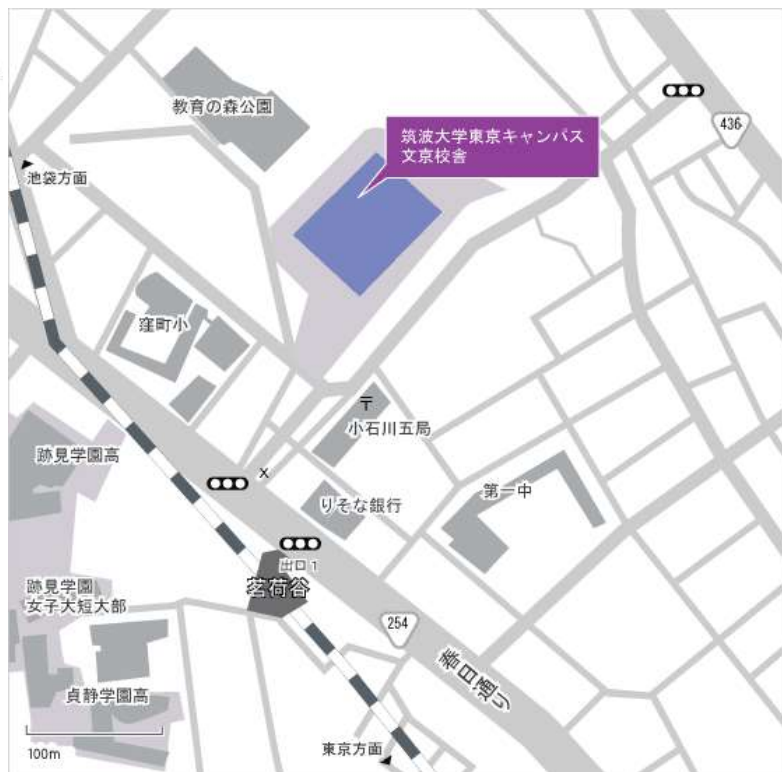 教育の森公園
筑波大学東京キャンパス
文京校舎
436
池袋方面
窪町小
〒
小石川五局
跡見学園高
りそな銀行
第一中
出口 1
茗荷谷
跡見学園
女子大短大部
254
春日通り
貞静学園高
100m
東京方面